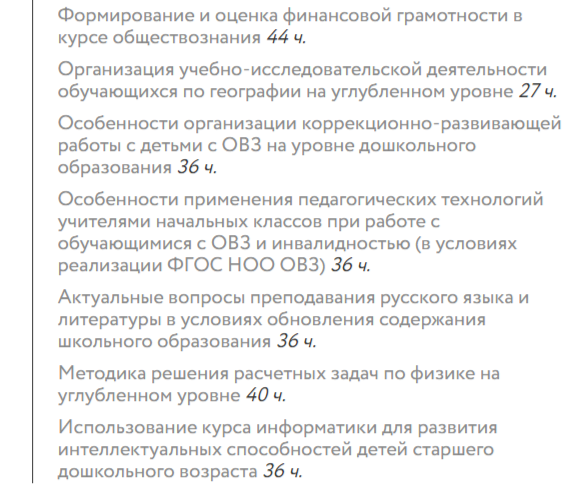 Формирование и оценка финансовой грамотности в
курсе обществознания 44 ч.
Организация учебно-исследовательской деятельности
обучающихся по географии на углубленном уровне 27 ч.
Особенности организации коррекционно-развивающей
работы с детьми с ОВЗ на уровне дошкольного
образования 36 ч.
Особенности применения педагогических технологий
учителями начальных классов при работе с
обучающимися с ОВЗ и инвалидностью (в условиях
реализации ФГОС НОО ОВЗ) 36 ч.
Актуальные вопросы преподавания русского языка и
литературы в условиях обновления содержания
школьного образования 36 ч.
Методика решения расчетных задач по физике на
углубленном уровне 40 ч.
Использование курса информатики для развития
интеллектуальных способностей детей старшего
дошкольного возраста 36 ч.